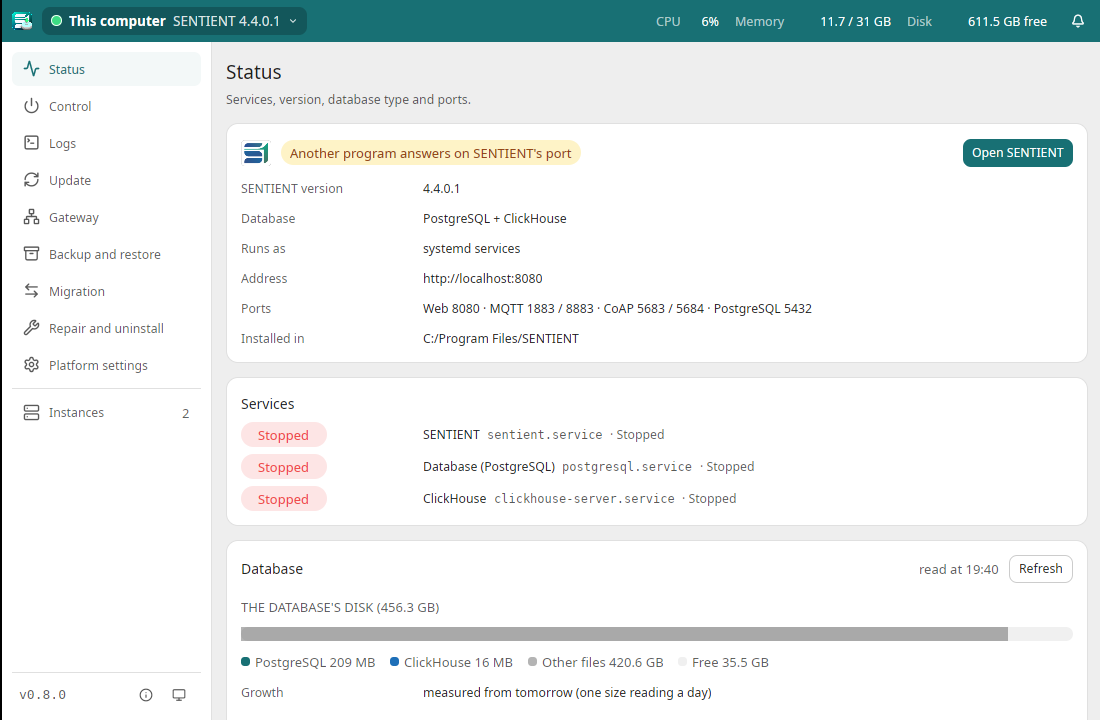 This computer SENTIENT 4.4.0.1 CPU 6% Memory 11.7 / 31 GB Disk 611.5 GB free
Status
Control
Logs
Update
Gateway
Backup and restore
Migration
Repair and uninstall
Platform settings
Instances 2
v0.8.0
Status
Services, version, database type and ports.
Another program answers on SENTIENT's port Open SENTIENT
SENTIENT version 4.4.0.1
Database PostgreSQL + ClickHouse
Runs as systemd services
Address http://localhost:8080
Ports Web 8080 · MQTT 1883 / 8883 · CoAP 5683 / 5684 · PostgreSQL 5432
Installed in C:/Program Files/SENTIENT
Services
Stopped SENTIENT sentient.service · Stopped
Stopped Database (PostgreSQL) postgresql.service · Stopped
Stopped ClickHouse clickhouse-server.service · Stopped
Database read at 19:40 Refresh
THE DATABASE'S DISK (456.3 GB)
PostgreSQL 209 MB ClickHouse 16 MB Other files 420.6 GB Free 35.5 GB
Growth measured from tomorrow (one size reading a day)